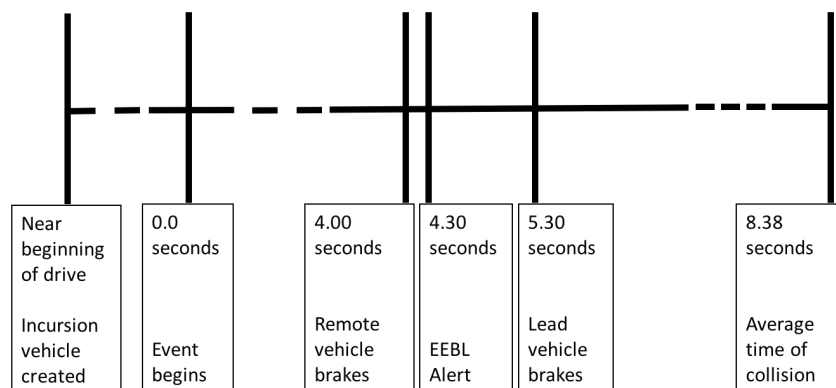 Near
beginning
of drive
Incursion
vehicle
created
0.0
seconds
Event
begins
4.00
seconds
Remote
vehicle
brakes
4.30
seconds
EEBL
Alert
5.30
seconds
Lead
vehicle
brakes
8.38
seconds
Average
time of
collision